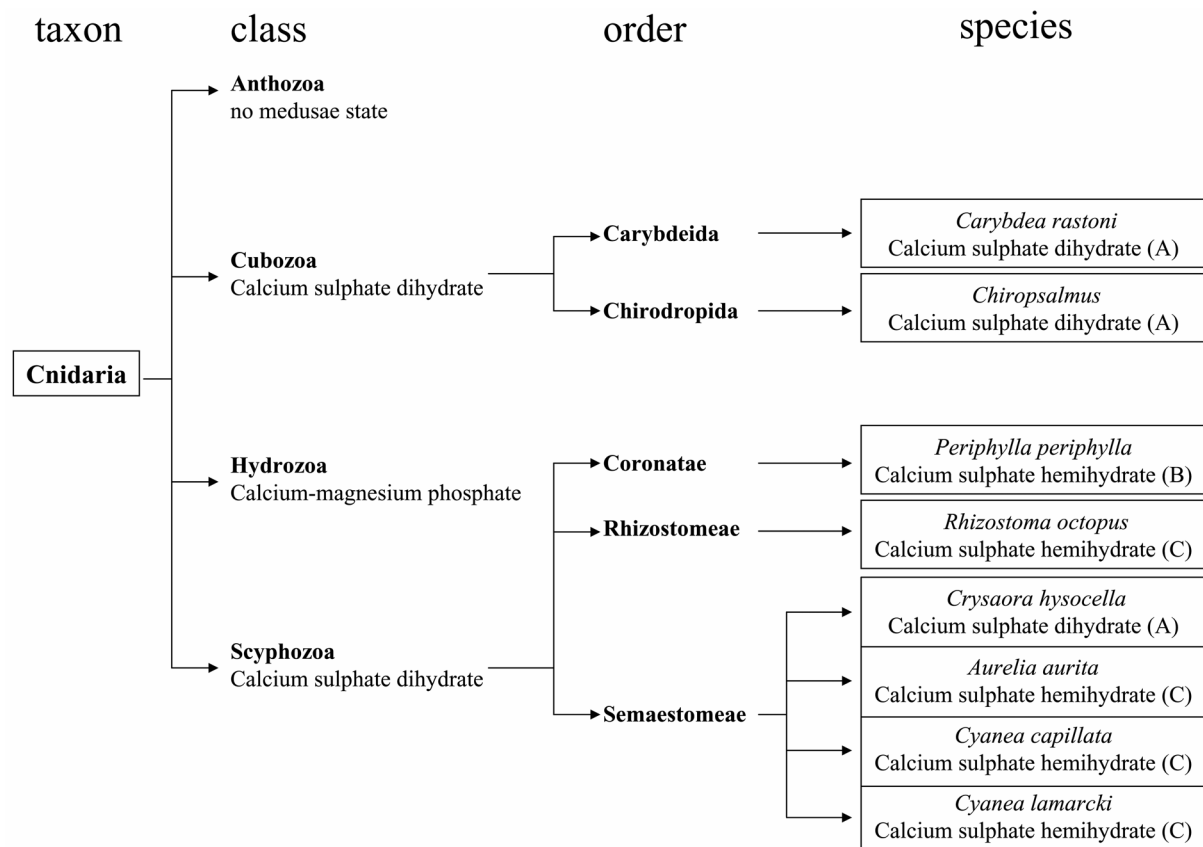 taxon class order species
Anthozoa
no medusae state
Cubozoa
Calcium sulphate dihydrate
Carybdeida
Carybdea rastoni
Calcium sulphate dihydrate (A)
Chirodropida
Chiropsalmus
Calcium sulphate dihydrate (A)
Cnidaria
Hydrozoa
Calcium-magnesium phosphate
Scyphozoa
Calcium sulphate dihydrate
Coronatae
Periphylla periphylla
Calcium sulphate hemihydrate (B)
Rhizostomeae
Rhizostoma octopus
Calcium sulphate hemihydrate (C)
Semaestomeae
Crysaora hysocella
Calcium sulphate dihydrate (A)
Aurelia aurita
Calcium sulphate hemihydrate (C)
Cyanea capillata
Calcium sulphate hemihydrate (C)
Cyanea lamarcki
Calcium sulphate hemihydrate (C)